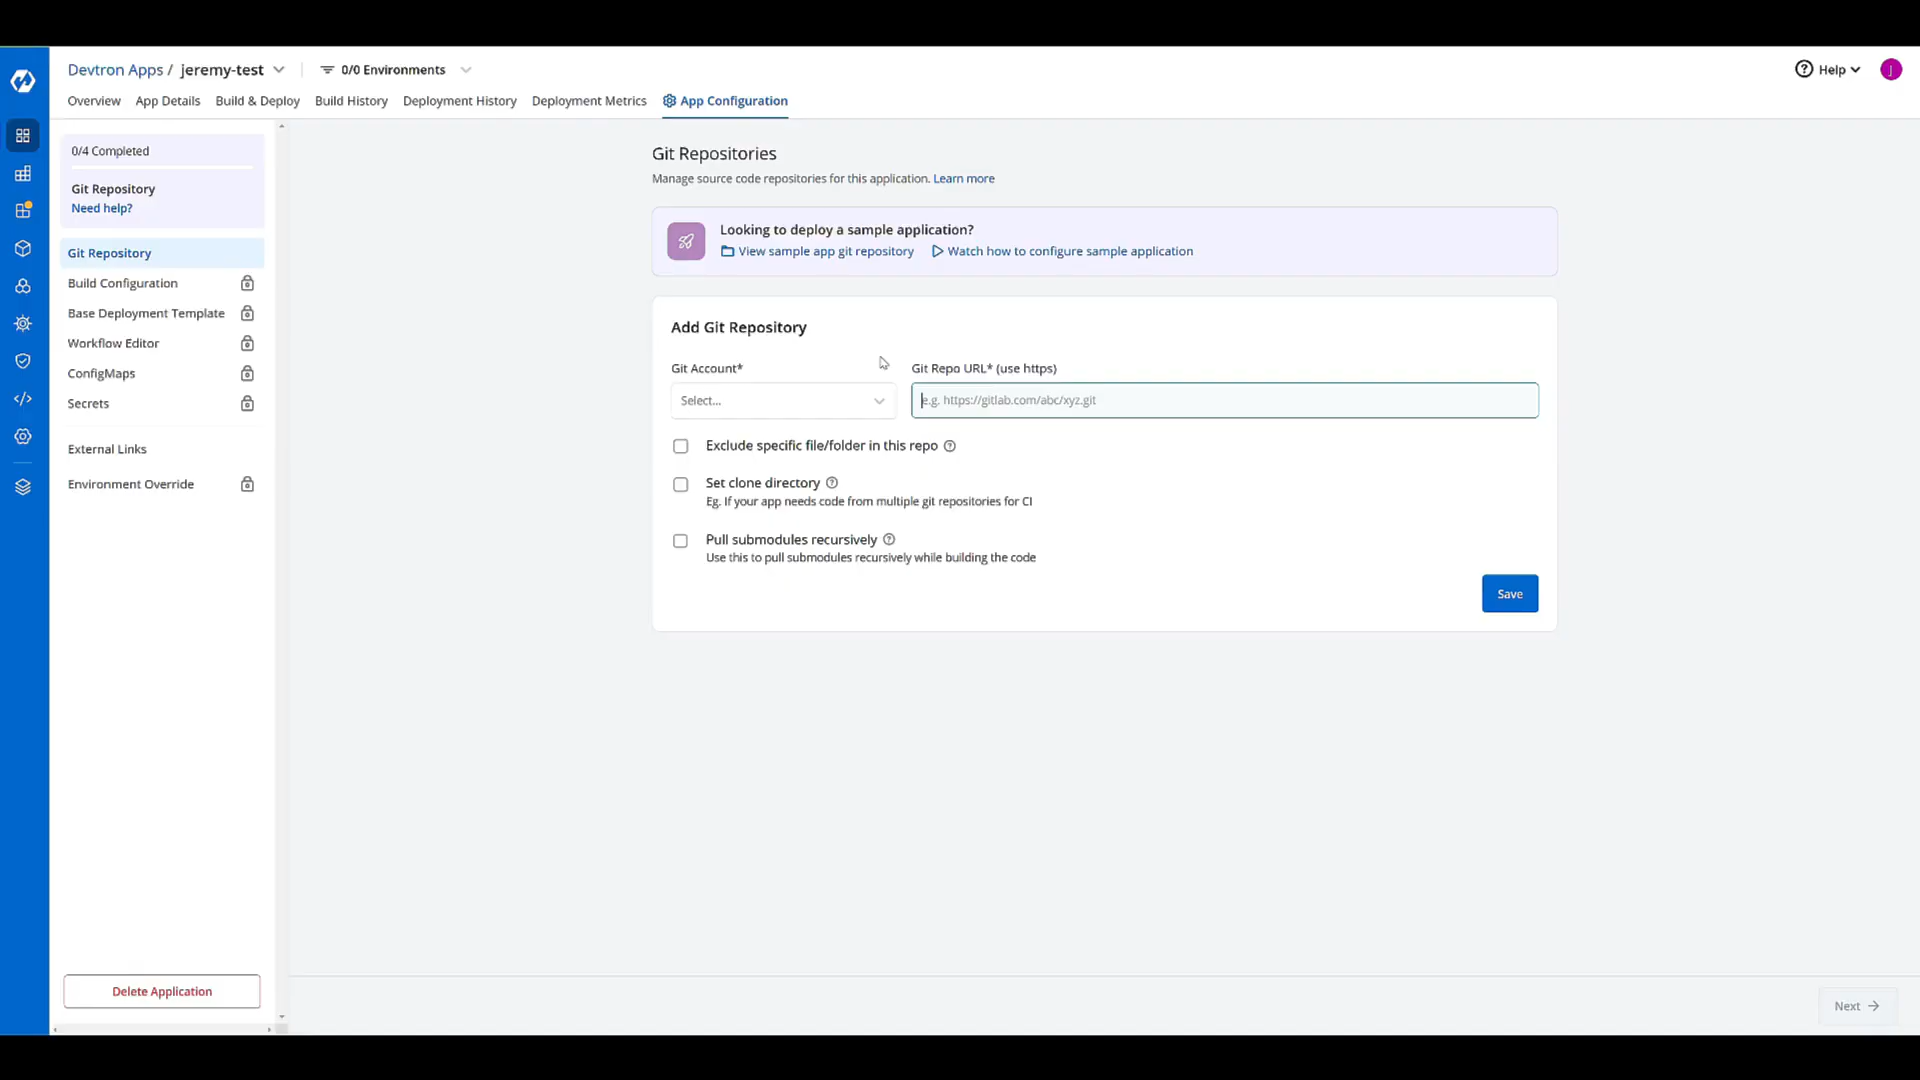 Devtron Apps / jeremy-test
0/0 Environments
Help
J
Overview
App Details
Build & Deploy
Build History
Deployment History
Deployment Metrics
App Configuration
0/4 Completed
Git Repository
Need help?
Git Repository
Build Configuration
Base Deployment Template
Workflow Editor
ConfigMaps
Secrets
External Links
Environment Override
Delete Application
Git Repositories
Manage source code repositories for this application. Learn more
Looking to deploy a sample application?
View sample app git repository
Watch how to configure sample application
Add Git Repository
Git Account*
Git Repo URL* (use https)
Select...
e.g. https://gitlab.com/abc/xyz.git
Exclude specific file/folder in this repo
Set clone directory
Eg. If your app needs code from multiple git repositories for CI
Pull submodules recursively
Use this to pull submodules recursively while building the code
Save
Next